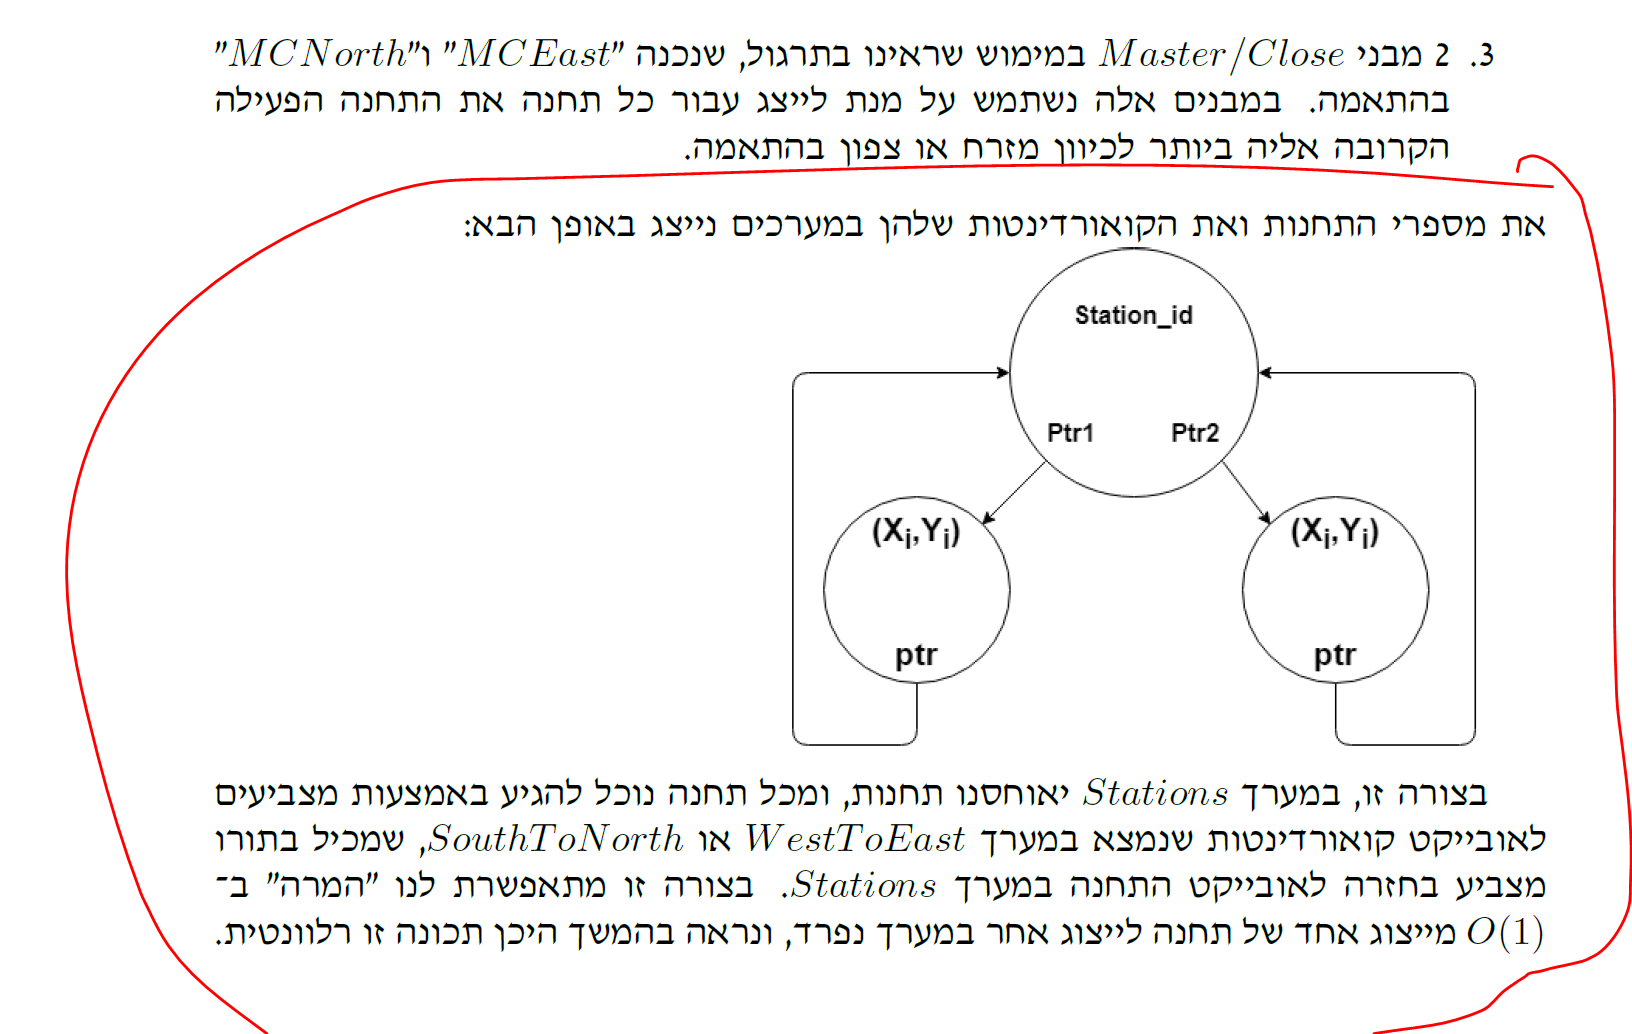 3. 2 מבני Master/Close במימוש שראינו בתרגול, שנכנה "MCEast" ו"MCNorth"
בהתאמה. במבנים אלה נשתמש על מנת לייצג עבור כל תחנה את התחנה הפעילה
הקרובה אליה ביותר לכיוון מזרח או צפון בהתאמה.
את מספרי התחנות ואת הקואורדינטות שלהן במערכים נייצג באופן הבא:
Station_id
Ptr1 Ptr2
(Xi,Yi) (Xi,Yi)
ptr ptr
בצורה זו, במערך Stations יאוחסנו תחנות, ומכל תחנה נוכל להגיע באמצעות מצביעים
לאובייקט קואורדינטות שנמצא במערך WestToEast או SouthToNorth, שמכיל בתורו
מצביע בחזרה לאובייקט התחנה במערך Stations. בצורה זו מתאפשרת לנו "המרה" ב־
O(1) מייצוג אחד של תחנה לייצוג אחר במערך נפרד, ונראה בהמשך היכן תכונה זו רלוונטית.